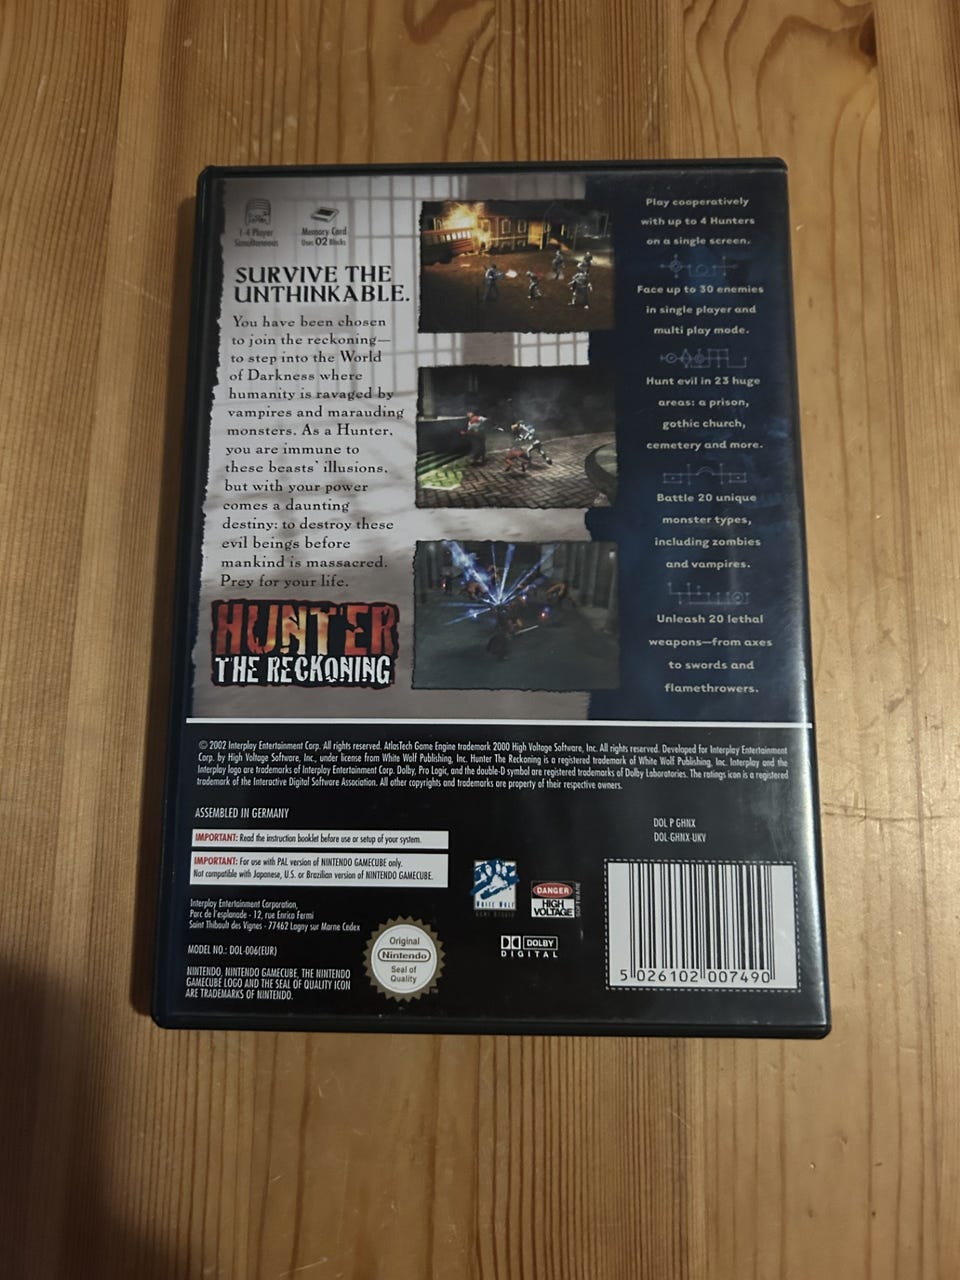 1-4 Player
Simultaneous
Memory Card
Uses 02 Blocks
SURVIVE THE
UNTHINKABLE.
You have been chosen
to join the reckoning—
to step into the World
of Darkness where
humanity is ravaged by
vampires and marauding
monsters. As a Hunter,
you are immune to
these beasts' illusions,
but with your power
comes a daunting
destiny: to destroy these
evil beings before
mankind is massacred.
Prey for your life.
HUNTER
THE RECKONING
Play cooperatively
with up to 4 Hunters
on a single screen.
Face up to 30 enemies
in single player and
multi play mode.
Hunt evil in 23 huge
areas: a prison,
gothic church,
cemetery and more.
Battle 20 unique
monster types,
including zombies
and vampires.
Unleash 20 lethal
weapons—from axes
to swords and
flamethrowers.
© 2002 Interplay Entertainment Corp. All rights reserved. AtlasTech Game Engine trademark 2000 High Voltage Software, Inc. All rights reserved. Developed for Interplay Entertainment
Corp. by High Voltage Software, Inc., under license from White Wolf Publishing, Inc. Hunter The Reckoning is a registered trademark of White Wolf Publishing, Inc. Interplay and the
Interplay logo are trademarks of Interplay Entertainment Corp. Dolby, Pro Logic, and the double-D symbol are registered trademarks of Dolby Laboratories. The ratings icon is a registered
trademark of the Interactive Digital Software Association. All other copyrights and trademarks are property of their respective owners.
ASSEMBLED IN GERMANY
DOL P GHNX
DOL-GHNX-UKV
IMPORTANT: Read the instruction booklet before use or setup of your system.
IMPORTANT: For use with PAL version of NINTENDO GAMECUBE only.
Not compatible with Japanese, U.S. or Brazilian version of NINTENDO GAMECUBE.
Interplay Entertainment Corporation,
Parc de l'esplanade - 12, rue Enrico Fermi
Saint Thibault des Vignes - 77462 Lagny sur Marne Cedex
MODEL NO.: DOL-006(EUR)
NINTENDO, NINTENDO GAMECUBE, THE NINTENDO
GAMECUBE LOGO AND THE SEAL OF QUALITY ICON
ARE TRADEMARKS OF NINTENDO.
Original
Nintendo
Seal of
Quality
WHITE WOLF
GAME STUDIO
DANGER
HIGH
VOLTAGE
SOFTWARE
DOLBY
DIGITAL
5 026102 007490